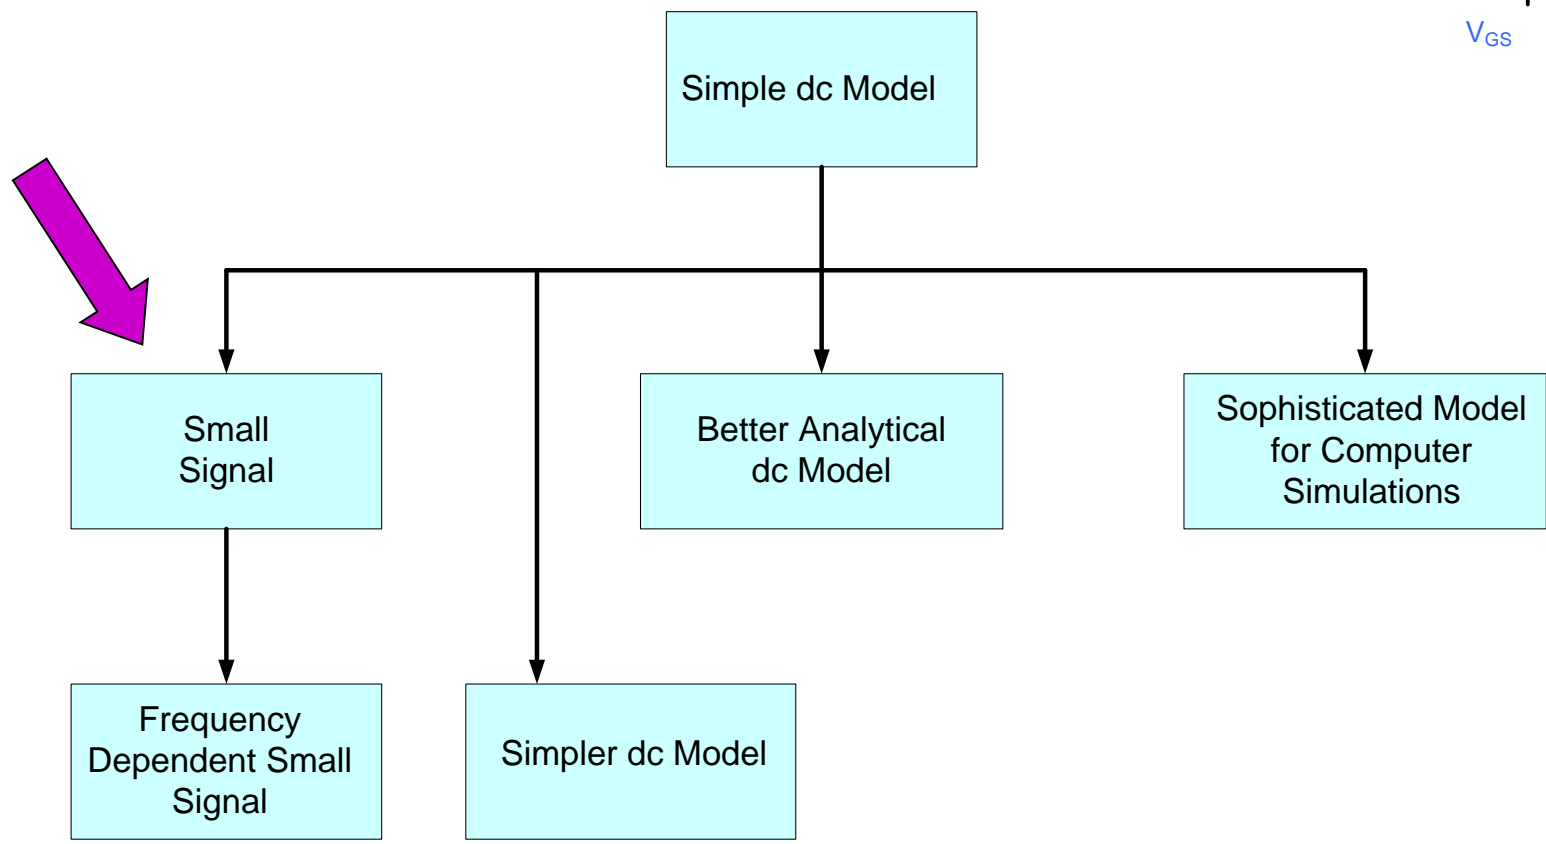 V_GS
Simple dc Model
Small
Signal
Better Analytical
dc Model
Sophisticated Model
for Computer
Simulations
Frequency
Dependent Small
Signal
Simpler dc Model